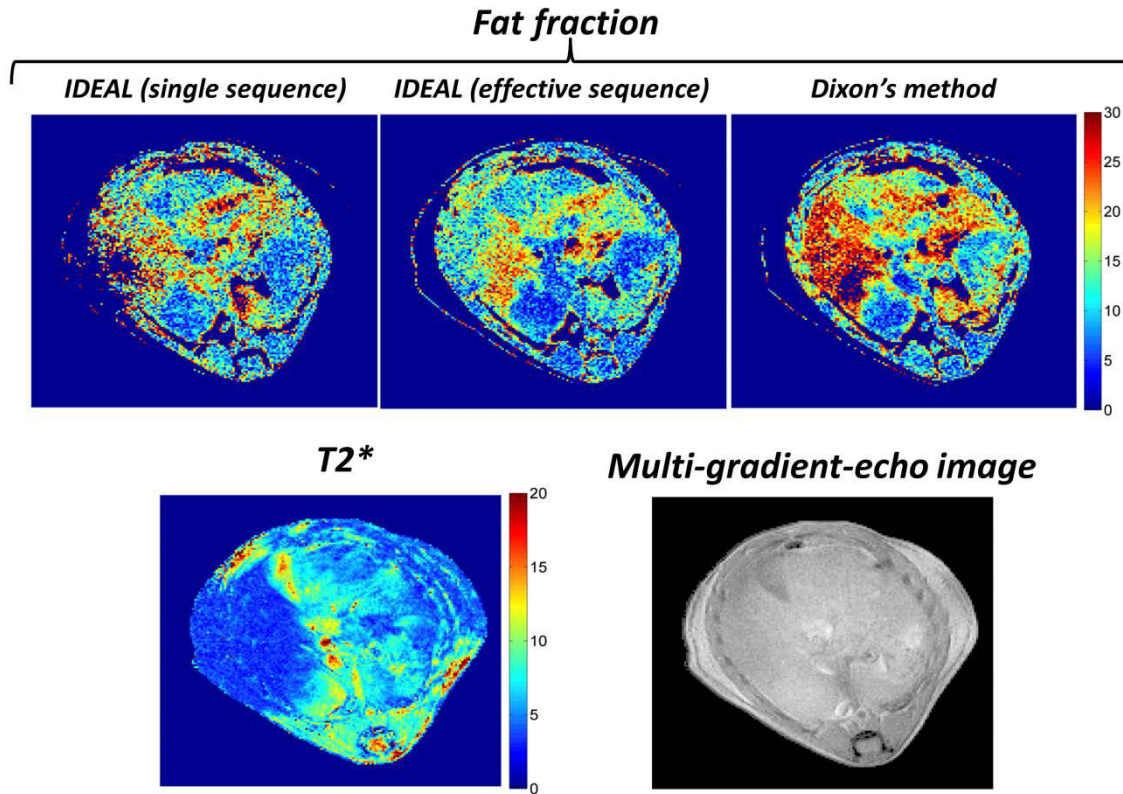 Fat fraction
IDEAL (single sequence)
IDEAL (effective sequence)
Dixon's method
30
25
20
15
10
5
0
T2*
Multi-gradient-echo image
20
15
10
5
0